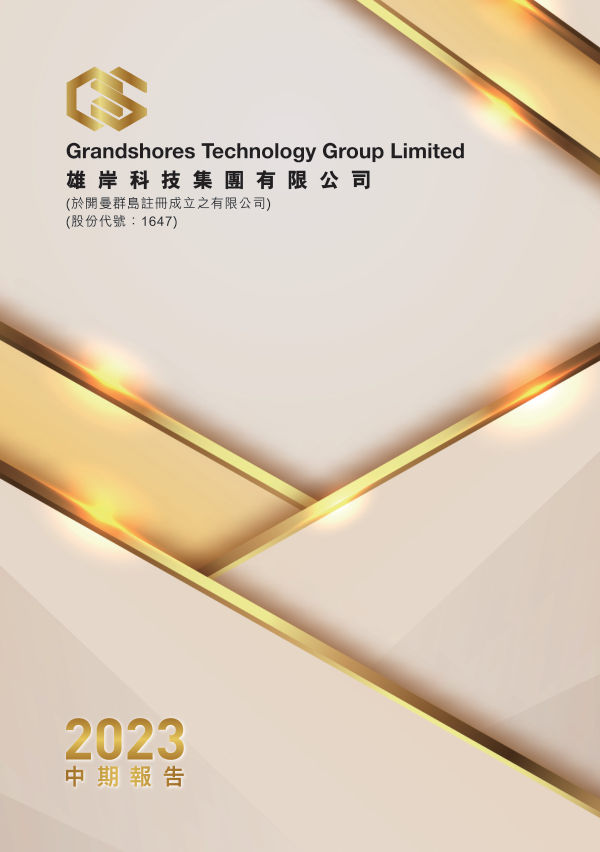 Grandshores Technology Group Limited
雄岸科技集團有限公司
(於開曼群島註冊成立之有限公司)
(股份代號：1647)
2023
中期報告